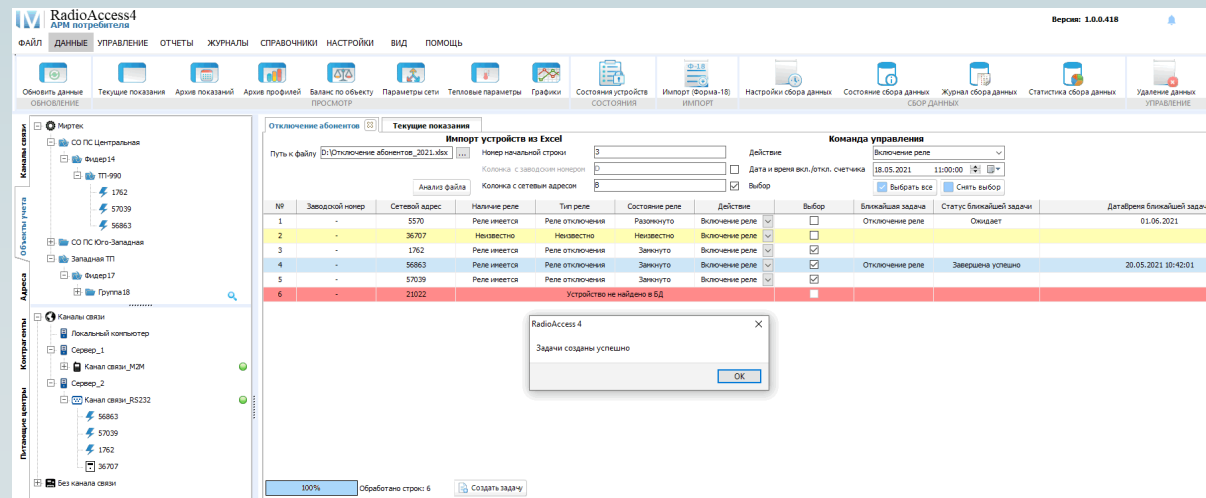 RadioAccess4
АРМ потребителя
Версия: 1.0.0.418
ФАЙЛ ДАННЫЕ УПРАВЛЕНИЕ ОТЧЕТЫ ЖУРНАЛЫ СПРАВОЧНИКИ НАСТРОЙКИ ВИД ПОМОЩЬ
Ф-18
Обновить данные Текущие показания Архив показаний Архив профилей Баланс по объекту Параметры сети Тепловые параметры Графики Состояния устройств Импорт (Форма-18) Настройки сбора данных Состояние сбора данных Журнал сбора данных Статистика сбора данных Удаление данных
ОБНОВЛЕНИЕ ПРОСМОТР СОСТОЯНИЯ ИМПОРТ СБОР ДАННЫХ УПРАВЛЕНИЕ
Каналы связи
Объекты учета
Адреса
Контрагенты
Питающие центры
Миртек
СО ПС Центральная
Фидер14
ТП-990
1762
57039
56863
СО ПС Юго-Западная
Западная ТП
Фидер17
Группа18
Каналы связи
Локальный компьютер
Сервер_1
Канал связи_M2M
Сервер_2
Канал связи_RS232
56863
57039
1762
36707
Без канала связи
Отключение абонентов Текущие показания
Импорт устройств из Excel Команда управления
Путь к файлу D:\Отключение абонентов_2021.xlsx ... Номер начальной строки 3 Действие Включение реле
Колонка с заводским номером D Дата и время вкл./откл. счетчика 18.05.2021 11:00:00
Анализ файла Колонка с сетевым адресом B Выбор Выбрать все Снять выбор
№ Заводской номер Сетевой адрес Наличие реле Тип реле Состояние реле Действие Выбор Ближайшая задача Статус ближайшей задачи ДатаВремя ближайшей задач
1 - 5570 Реле имеется Реле отключения Разомкнуто Включение реле Отключение реле Ожидает 01.06.2021
2 - 36707 Неизвестно Неизвестно Неизвестно Включение реле
3 - 1762 Реле имеется Реле отключения Замкнуто Включение реле
4 - 56863 Реле имеется Реле отключения Замкнуто Включение реле Отключение реле Завершена успешно 20.05.2021 10:42:01
5 - 57039 Реле имеется Реле отключения Замкнуто Включение реле
6 - 21022 Устройство не найдено в БД
RadioAccess 4
Задачи созданы успешно
OK
100% Обработано строк: 6 Создать задачу